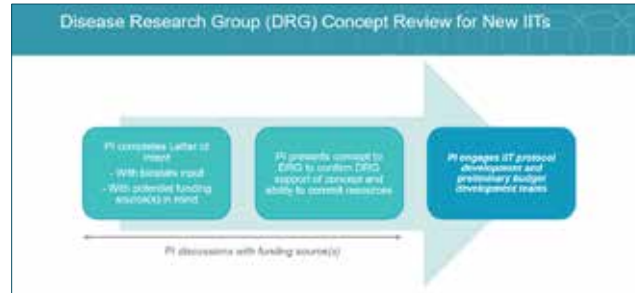 Disease Research Group (DRG) Concept Review for New IITs
PI completes Letter of
Intent
- With biostats input
- With potential funding
source(s) in mind
PI presents concept to
DRG to confirm DRG
support of concept and
ability to commit resources
PI engages IIT protocol
development and
preliminary budget
development teams
PI discussions with funding source(s)